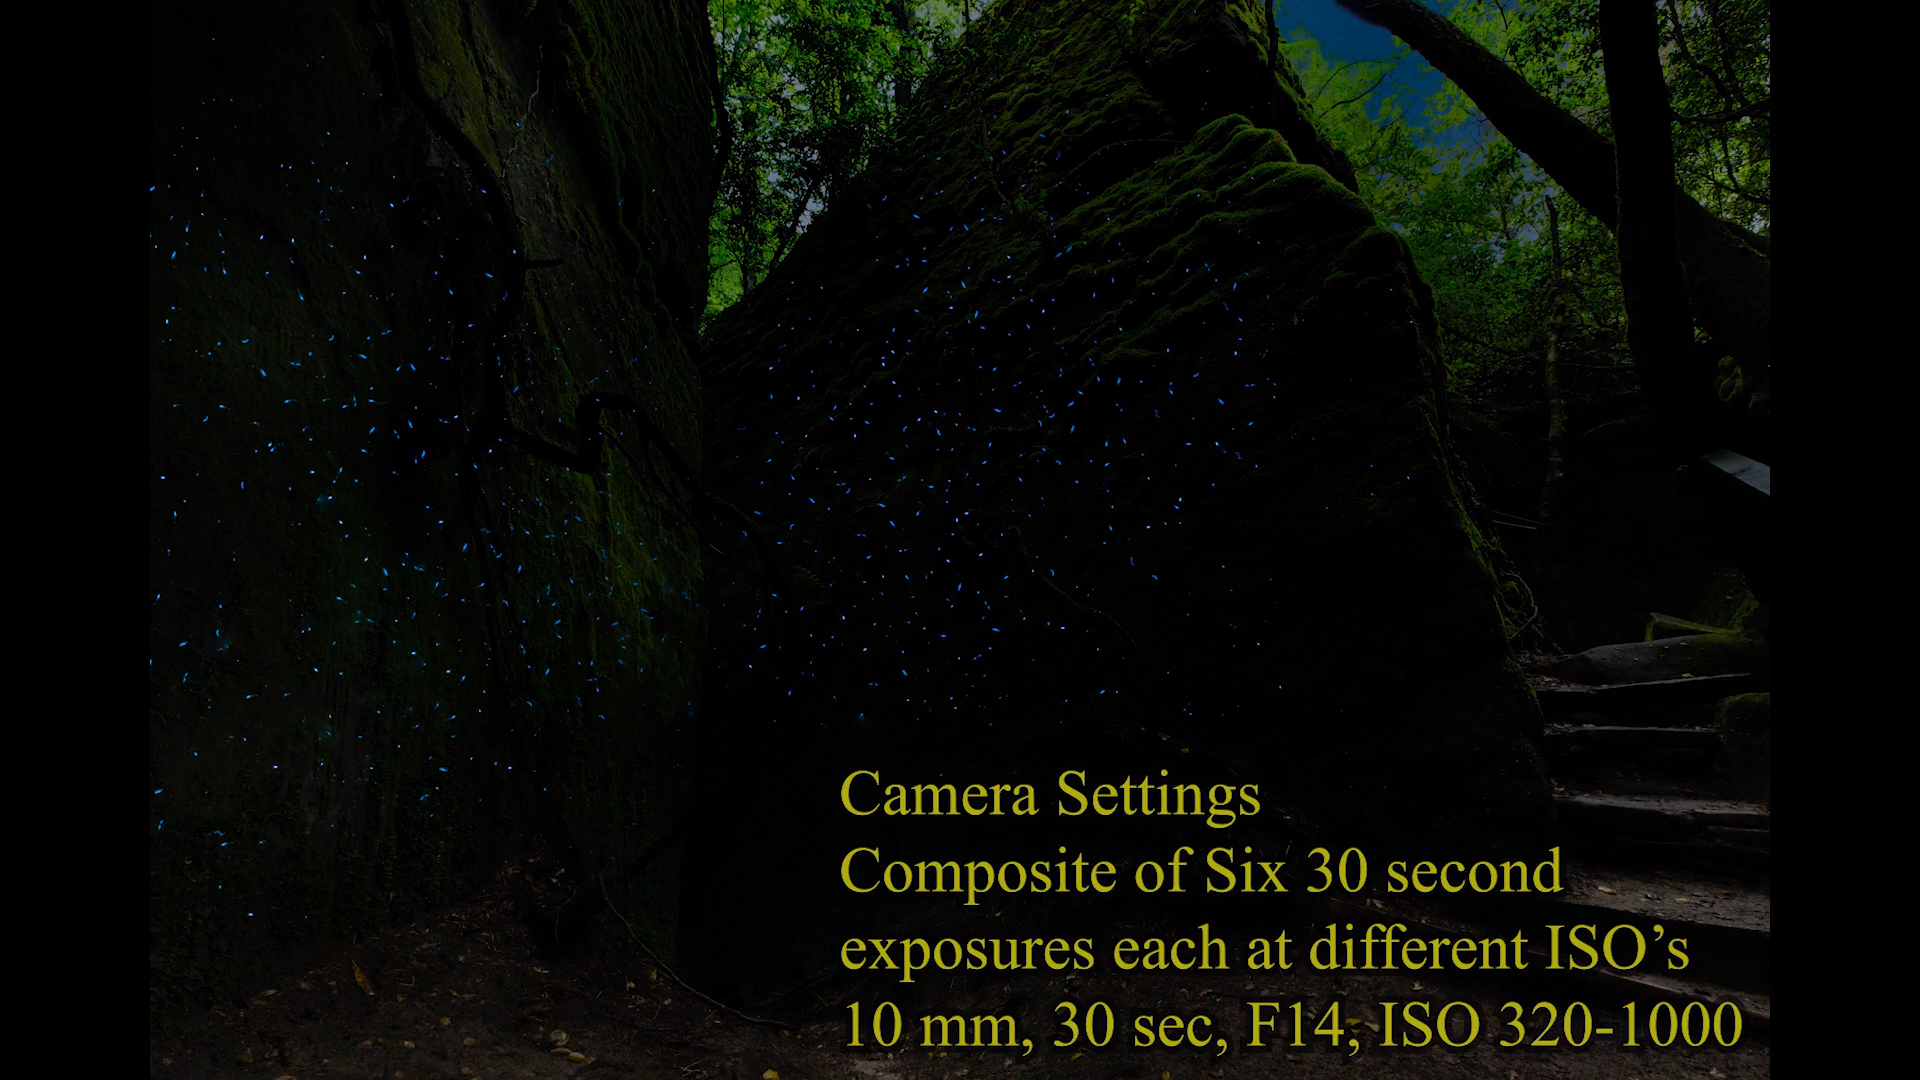 Camera Settings
Composite of Six 30 second
exposures each at different ISO’s
10 mm, 30 sec, F14, ISO 320-1000